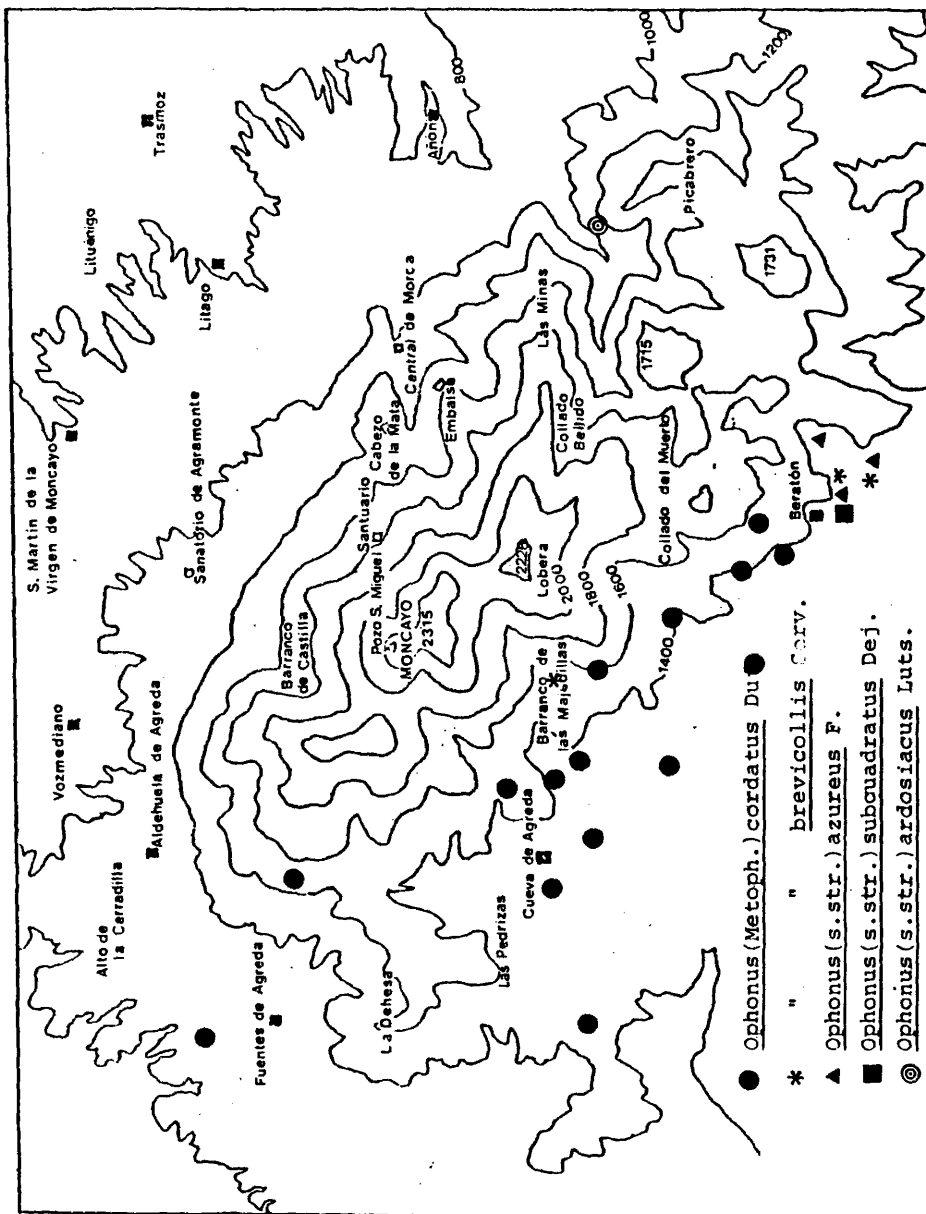 S. Martin de la
Virgen de Moncayo
Vozmediano
Lituénigo
Trasmoz
Alto de
la Cerradilla
Aldehuela de Agreda
Sanatorio de Agramonte
Litago
Fuentes de Agreda
Barranco
de Castilla
Santuario
Cabezo
de la Mata
Central de Morca
Añon
800
Pozo S. Miguel
MONCAYO
2315
Embalse
La Dehesa
Las Pedrizas
Cueva de Agreda
Barranco de
las Majedillas
Lobera
2226
2000
1800
1600
1400
Collado
Bellido
Las Minas
1000
1200
Picabrero
1715
1731
Collado del Muerto
Beratón
Ophonus(Metoph.)cordatus Du
" " brevicollis
Ophonus(s.str.)azureus F.
Ophonus(s.str.)subquadratus Dej.
Ophonus(s.str.)ardosiacus Luts.